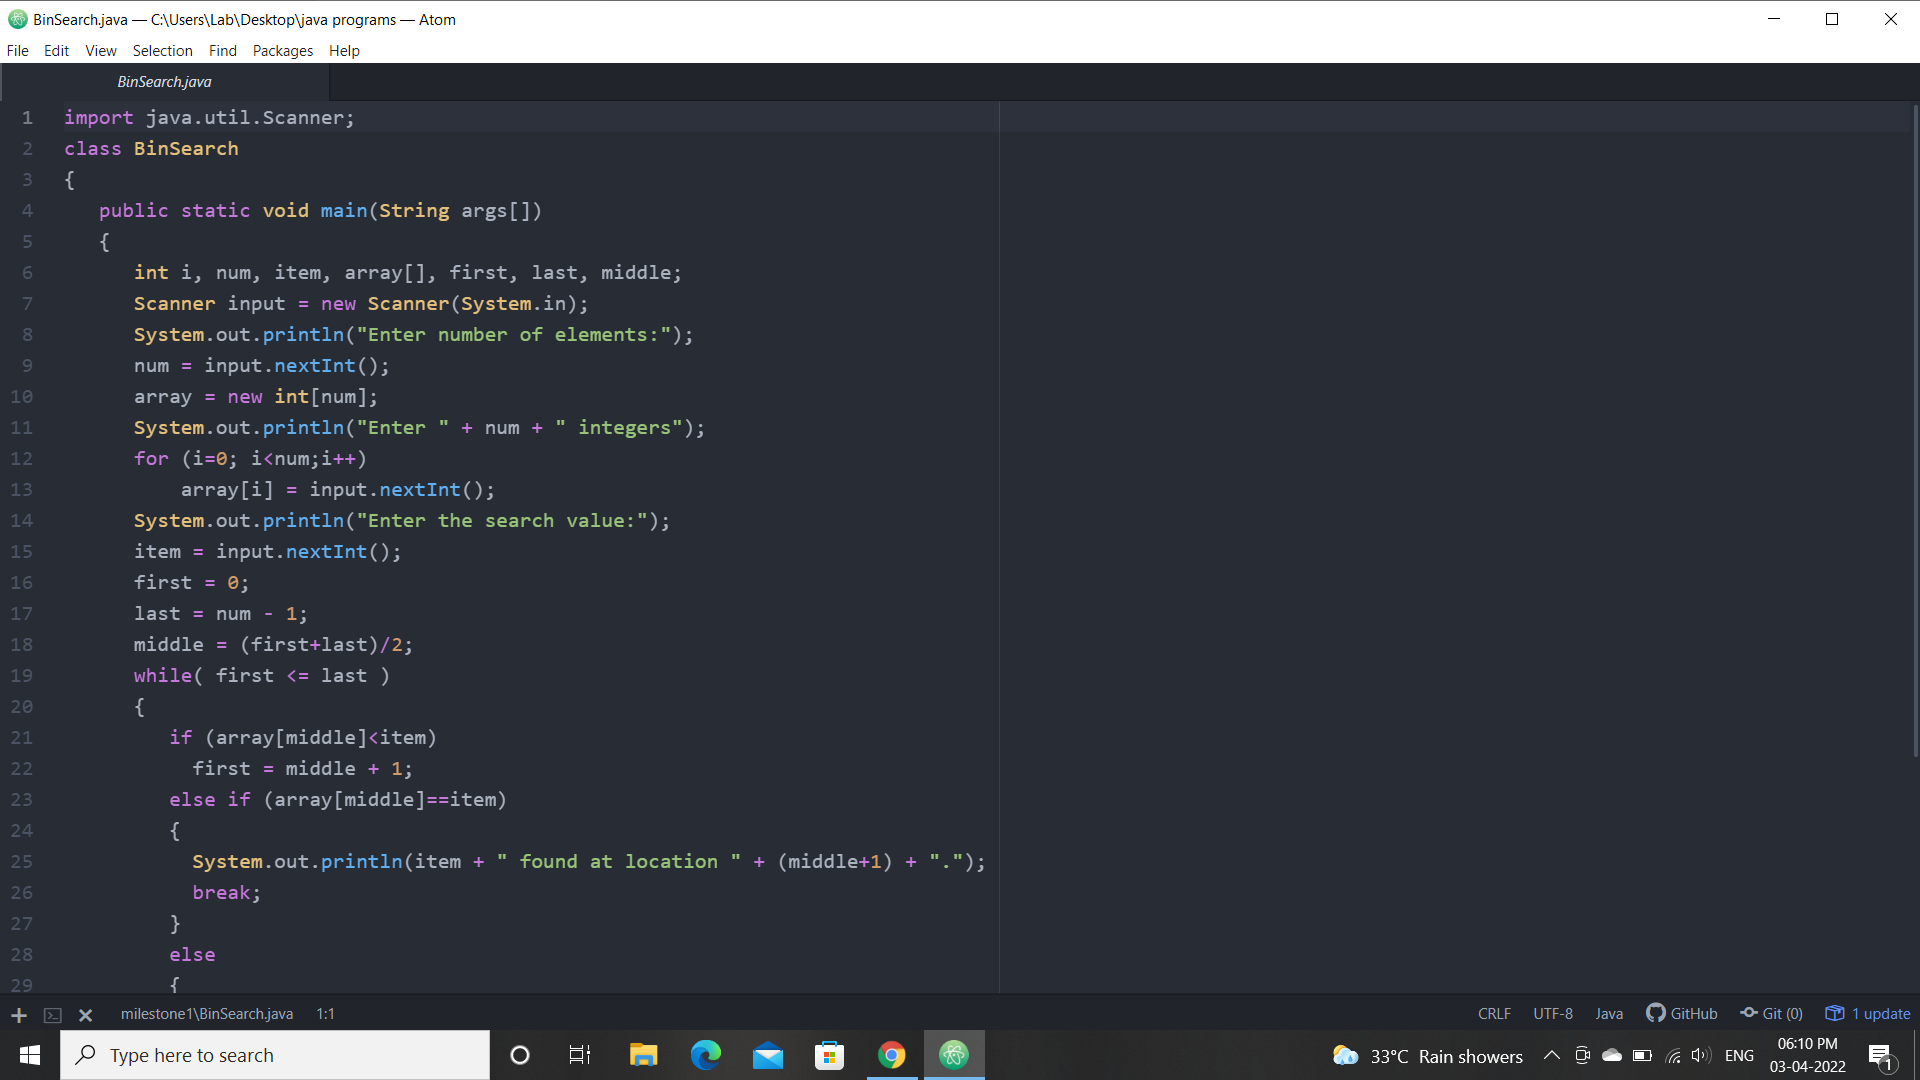 BinSearch.java — C:\Users\Lab\Desktop\java programs — Atom
File Edit View Selection Find Packages Help
BinSearch.java
1 import java.util.Scanner;
2 class BinSearch
3 {
4 public static void main(String args[])
5 {
6 int i, num, item, array[], first, last, middle;
7 Scanner input = new Scanner(System.in);
8 System.out.println("Enter number of elements:");
9 num = input.nextInt();
10 array = new int[num];
11 System.out.println("Enter " + num + " integers");
12 for (i=0; i<num;i++)
13 array[i] = input.nextInt();
14 System.out.println("Enter the search value:");
15 item = input.nextInt();
16 first = 0;
17 last = num - 1;
18 middle = (first+last)/2;
19 while( first <= last )
20 {
21 if (array[middle]<item)
22 first = middle + 1;
23 else if (array[middle]==item)
24 {
25 System.out.println(item + " found at location " + (middle+1) + ".");
26 break;
27 }
28 else
29 {
milestone1\BinSearch.java 1:1 CRLF UTF-8 Java GitHub Git (0) 1 update
Type here to search 33°C Rain showers ENG 06:10 PM 1
03-04-2022